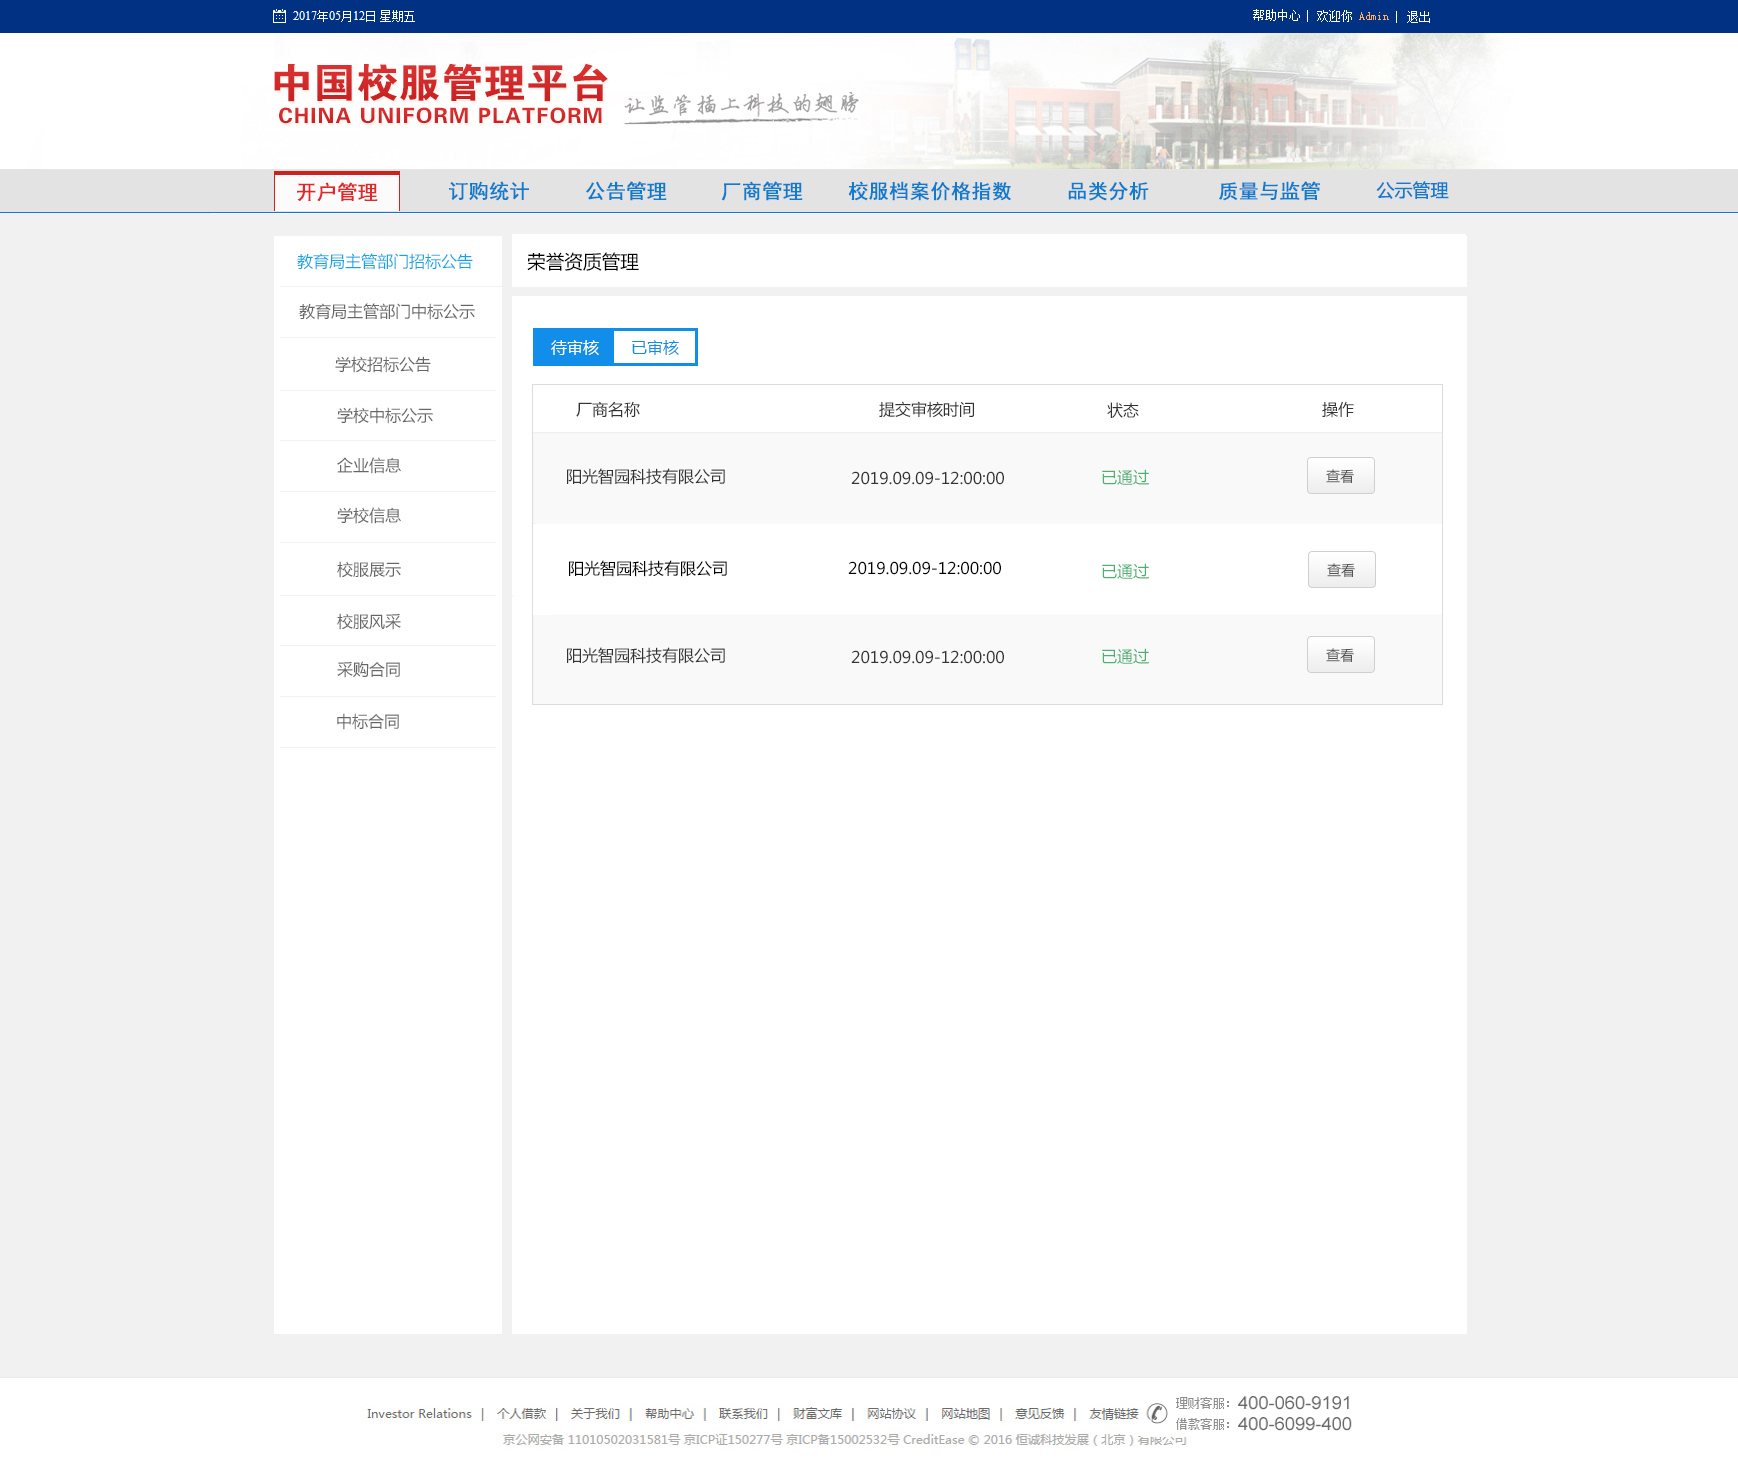 2017年05月12日 星期五
帮助中心 | 欢迎你 Admin | 退出
中国校服管理平台
CHINA UNIFORM PLATFORM
让监管插上科技的翅膀
开户管理 订购统计 公告管理 厂商管理 校服档案价格指数 品类分析 质量与监管 公示管理
教育局主管部门招标公告
教育局主管部门中标公示
学校招标公告
学校中标公示
企业信息
学校信息
校服展示
校服风采
采购合同
中标合同
荣誉资质管理
待审核 已审核
厂商名称 提交审核时间 状态 操作
阳光智园科技有限公司 2019.09.09-12:00:00 已通过 查看
阳光智园科技有限公司 2019.09.09-12:00:00 已通过 查看
阳光智园科技有限公司 2019.09.09-12:00:00 已通过 查看
Investor Relations | 个人借款 | 关于我们 | 帮助中心 | 联系我们 | 财富文库 | 网站协议 | 网站地图 | 意见反馈 | 友情链接
理财客服：400-060-9191
借款客服：400-6099-400
京公网安备 11010502031581号 京ICP证150277号 京ICP备15002532号 CreditEase © 2016 恒诚科技发展（北京）有限公司